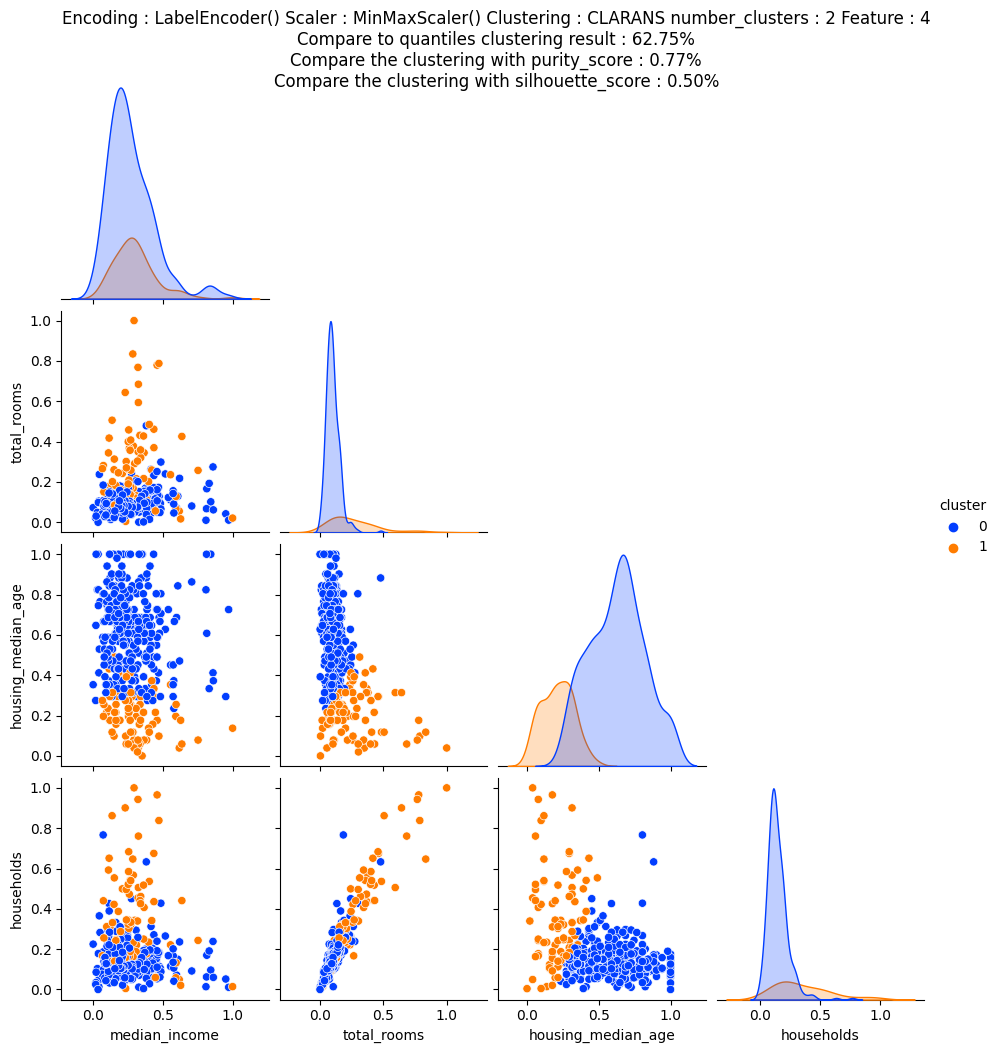 Encoding : LabelEncoder() Scaler : MinMaxScaler() Clustering : CLARANS number_clusters : 2 Feature : 4
Compare to quantiles clustering result : 62.75%
Compare the clustering with purity_score : 0.77%
Compare the clustering with silhouette_score : 0.50%
total_rooms
1.0
0.8
0.6
0.4
0.2
0.0
housing_median_age
1.0
0.8
0.6
0.4
0.2
0.0
households
1.0
0.8
0.6
0.4
0.2
0.0
cluster
0
1
0.0 0.5 1.0 0.0 0.5 1.0 0.0 0.5 1.0 0.0 0.5 1.0
median_income total_rooms housing_median_age households